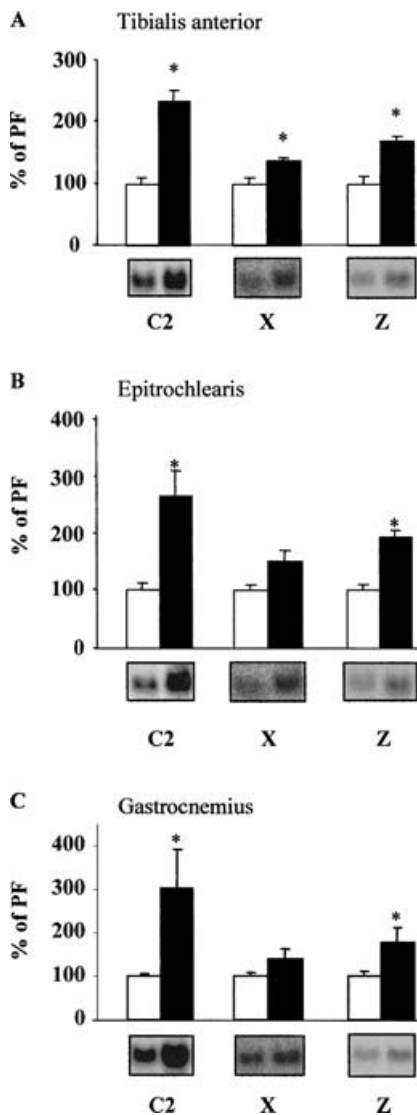 A Tibialis anterior
% of PF
300
*
200
*
*
100
0
C2 X Z
B Epitrochlearis
% of PF
400
*
300
200
*
100
0
C2 X Z
C Gastrocnemius
% of PF
400
*
300
200
*
100
0
C2 X Z